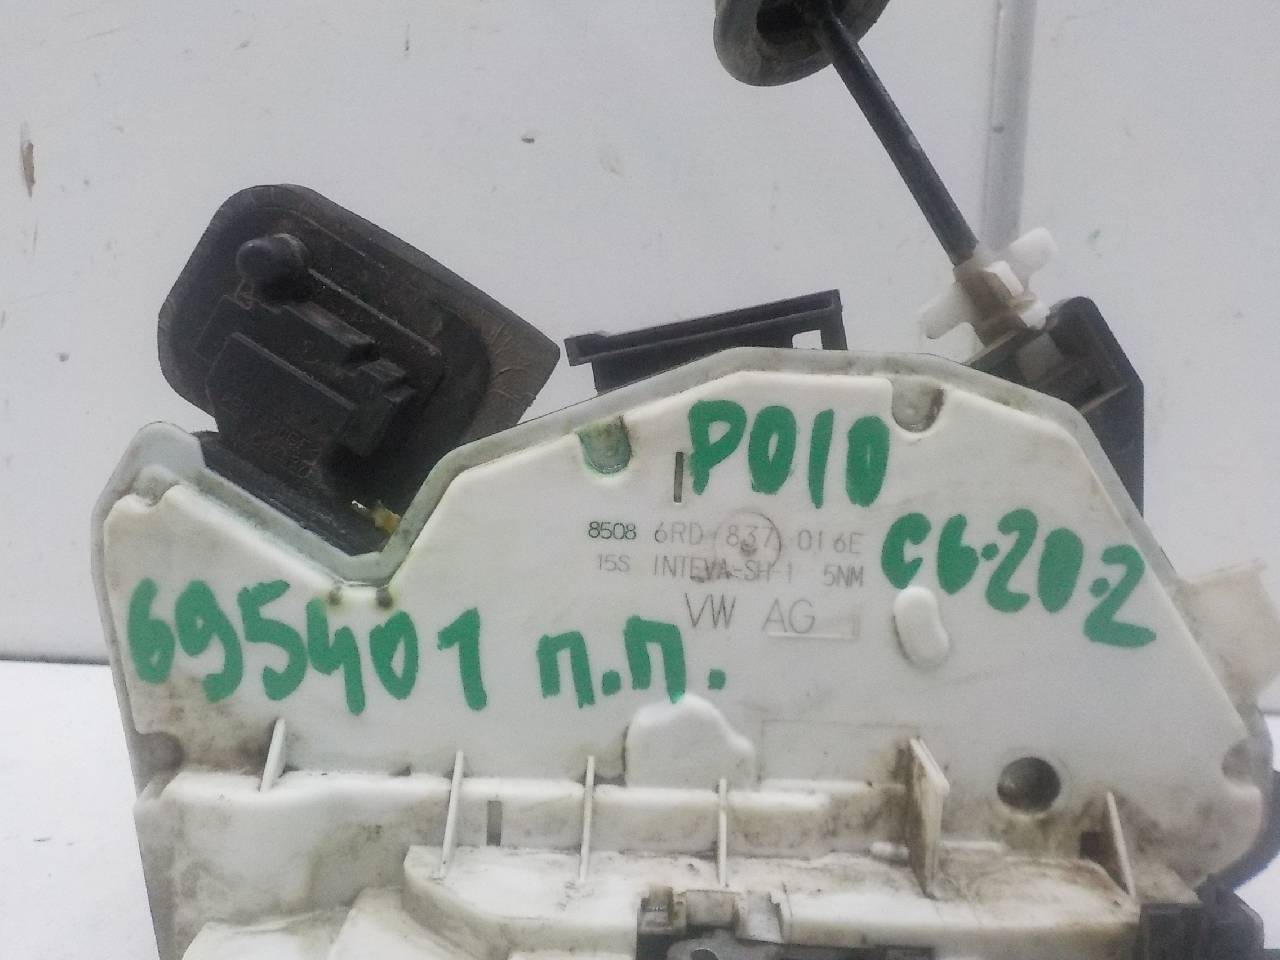 POlO
8508 6RD 837 016E
C6·20·2
15S INTEVA-SH-1 5NM
VW AG
695401 п.п.